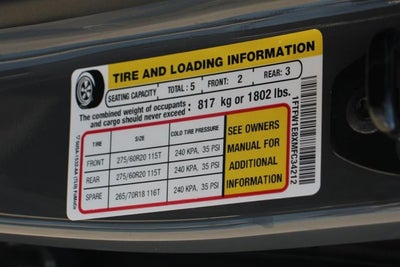 TIRE AND LOADING INFORMATION
SEATING CAPACITY TOTAL : 5 FRONT: 2 REAR: 3
The combined weight of occupants and cargo should never exceed : 817 kg or 1802 lbs.
TIRE SIZE COLD TIRE PRESSURE
FRONT 275/60R20 115T 240 KPA, 35 PSI
REAR 275/60R20 115T 240 KPA, 35 PSI
SPARE 265/70R18 116T 240 KPA, 35 PSI
SEE OWNERS
MANUAL FOR
ADDITIONAL
INFORMATION